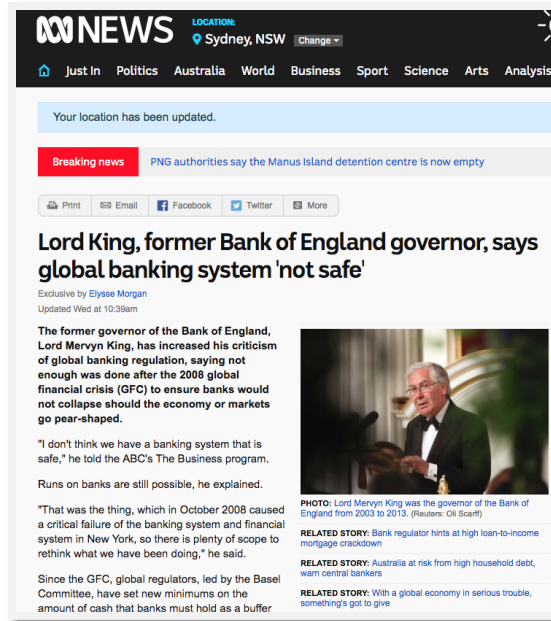 NEWS
LOCATION:
Sydney, NSW Change
Just In Politics Australia World Business Sport Science Arts Analysis
Your location has been updated.
Breaking news PNG authorities say the Manus Island detention centre is now empty
Print Email Facebook Twitter More
Lord King, former Bank of England governor, says
global banking system 'not safe'
Exclusive by Elysse Morgan
Updated Wed at 10:39am
The former governor of the Bank of England,
Lord Mervyn King, has increased his criticism
of global banking regulation, saying not
enough was done after the 2008 global
financial crisis (GFC) to ensure banks would
not collapse should the economy or markets
go pear-shaped.
"I don't think we have a banking system that is
safe," he told the ABC's The Business program.
Runs on banks are still possible, he explained.
"That was the thing, which in October 2008 caused
a critical failure of the banking system and financial
system in New York, so there is plenty of scope to
rethink what we have been doing," he said.
Since the GFC, global regulators, led by the Basel
Committee, have set new minimums on the
amount of cash that banks must hold as a buffer
PHOTO: Lord Mervyn King was the governor of the Bank of
England from 2003 to 2013. (Reuters: Oli Scarff)
RELATED STORY: Bank regulator hints at high loan-to-income
mortgage crackdown
RELATED STORY: Australia at risk from high household debt,
warn central bankers
RELATED STORY: With a global economy in serious trouble,
something's got to give